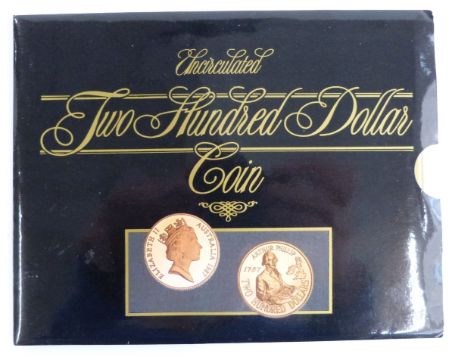 Uncirculated
Two Hundred Dollar
Coin
ELIZABETH II AUSTRALIA 1987
ARTHUR PHILLIP
1787
TWO HUNDRED DOLLARS